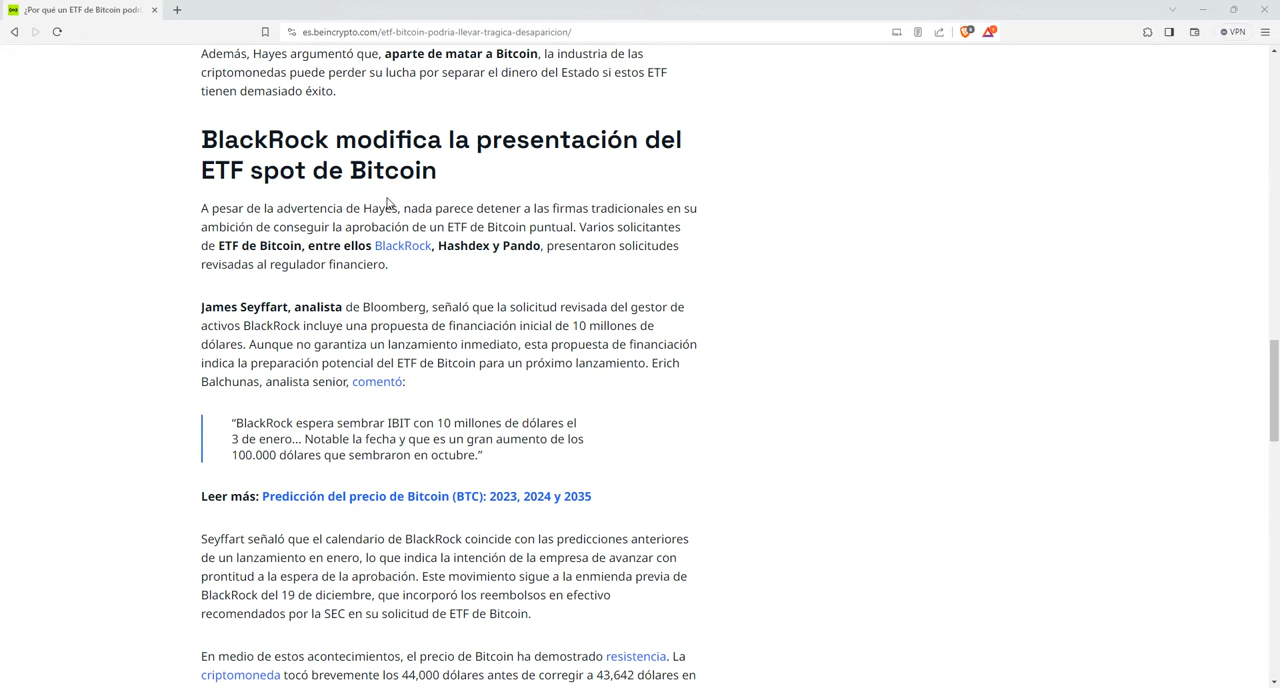 ¿Por qué un ETF de Bitcoin podrí
es.beincrypto.com/etf-bitcoin-podria-llevar-tragica-desaparicion/
VPN
Además, Hayes argumentó que, aparte de matar a Bitcoin, la industria de las
criptomonedas puede perder su lucha por separar el dinero del Estado si estos ETF
tienen demasiado éxito.
BlackRock modifica la presentación del
ETF spot de Bitcoin
A pesar de la advertencia de Hayes, nada parece detener a las firmas tradicionales en su
ambición de conseguir la aprobación de un ETF de Bitcoin puntual. Varios solicitantes
de ETF de Bitcoin, entre ellos BlackRock, Hashdex y Pando, presentaron solicitudes
revisadas al regulador financiero.
James Seyffart, analista de Bloomberg, señaló que la solicitud revisada del gestor de
activos BlackRock incluye una propuesta de financiación inicial de 10 millones de
dólares. Aunque no garantiza un lanzamiento inmediato, esta propuesta de financiación
indica la preparación potencial del ETF de Bitcoin para un próximo lanzamiento. Erich
Balchunas, analista senior, comentó:
“BlackRock espera sembrar IBIT con 10 millones de dólares el
3 de enero... Notable la fecha y que es un gran aumento de los
100.000 dólares que sembraron en octubre.”
Leer más: Predicción del precio de Bitcoin (BTC): 2023, 2024 y 2035
Seyffart señaló que el calendario de BlackRock coincide con las predicciones anteriores
de un lanzamiento en enero, lo que indica la intención de la empresa de avanzar con
prontitud a la espera de la aprobación. Este movimiento sigue a la enmienda previa de
BlackRock del 19 de diciembre, que incorporó los reembolsos en efectivo
recomendados por la SEC en su solicitud de ETF de Bitcoin.
En medio de estos acontecimientos, el precio de Bitcoin ha demostrado resistencia. La
criptomoneda tocó brevemente los 44,000 dólares antes de corregir a 43,642 dólares en